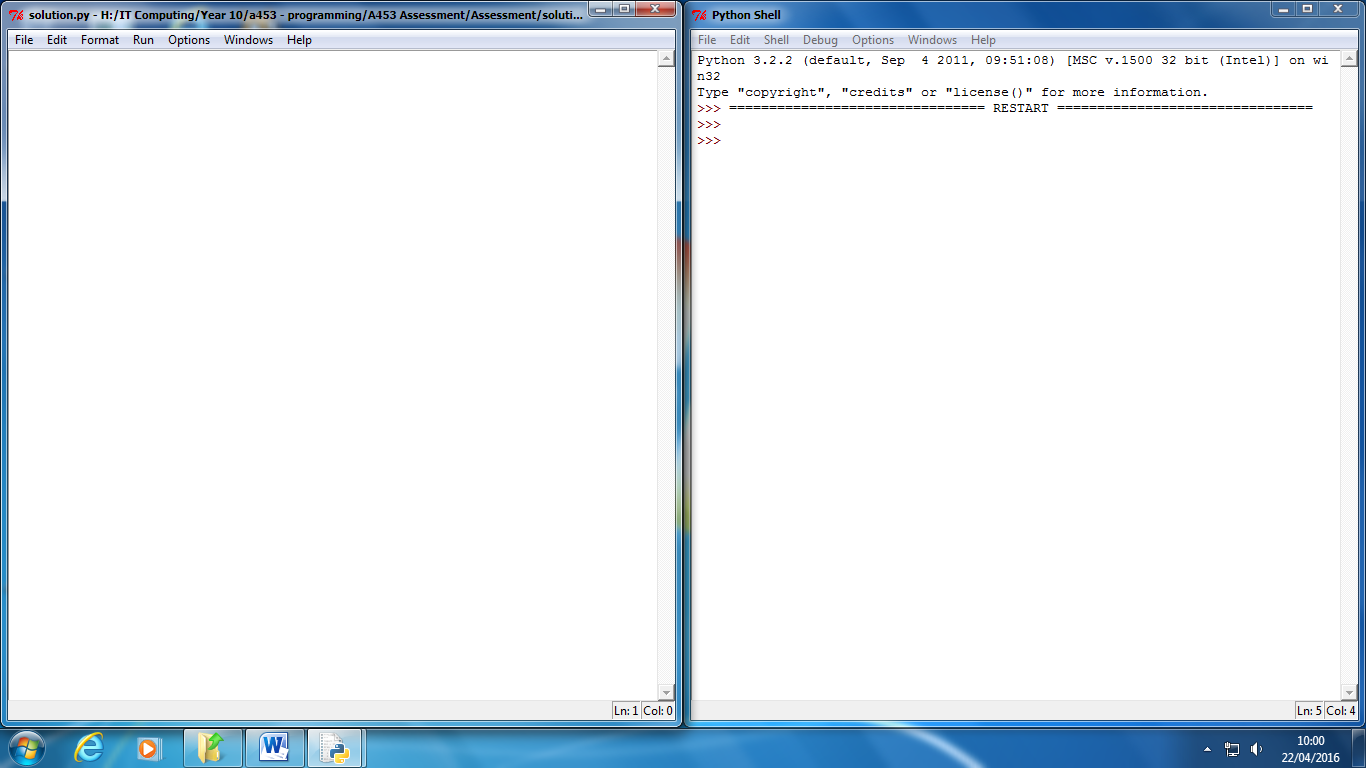 solution.py - H:/IT Computing/Year 10/a453 - programming/A453 Assessment/Assessment/soluti...
File Edit Format Run Options Windows Help
Ln: 1 Col: 0
Python Shell
File Edit Shell Debug Options Windows Help
Python 3.2.2 (default, Sep  4 2011, 09:51:08) [MSC v.1500 32 bit (Intel)] on wi
n32
Type "copyright", "credits" or "license()" for more information.
>>> ================================ RESTART ================================
>>>
>>>
Ln: 5 Col: 4
10:00
22/04/2016